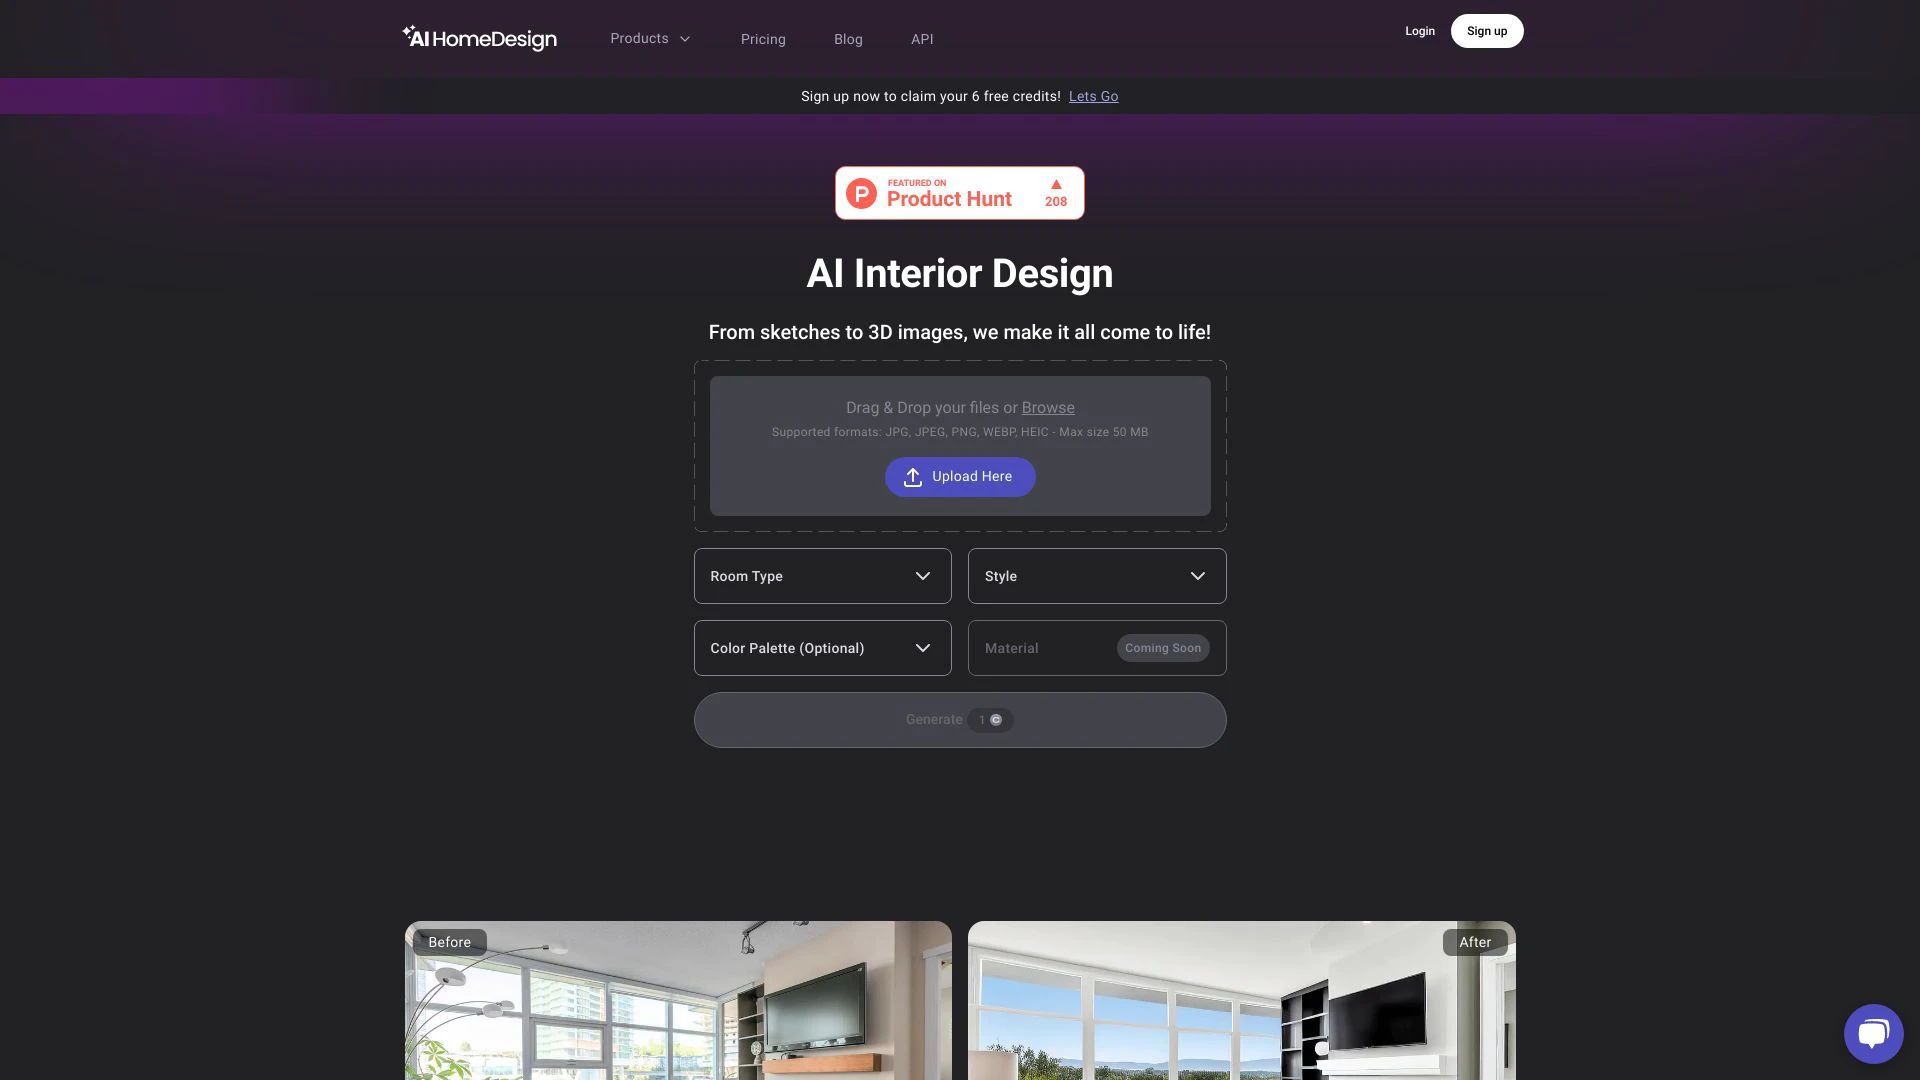 AI HomeDesign
Products
Pricing
Blog
API
Login
Sign up
Sign up now to claim your 6 free credits! Lets Go
FEATURED ON
Product Hunt
208
AI Interior Design
From sketches to 3D images, we make it all come to life!
Drag & Drop your files or Browse
Supported formats: JPG, JPEG, PNG, WEBP, HEIC - Max size 50 MB
Upload Here
Room Type
Style
Color Palette (Optional)
Material
Coming Soon
Generate 1 C
Before
After